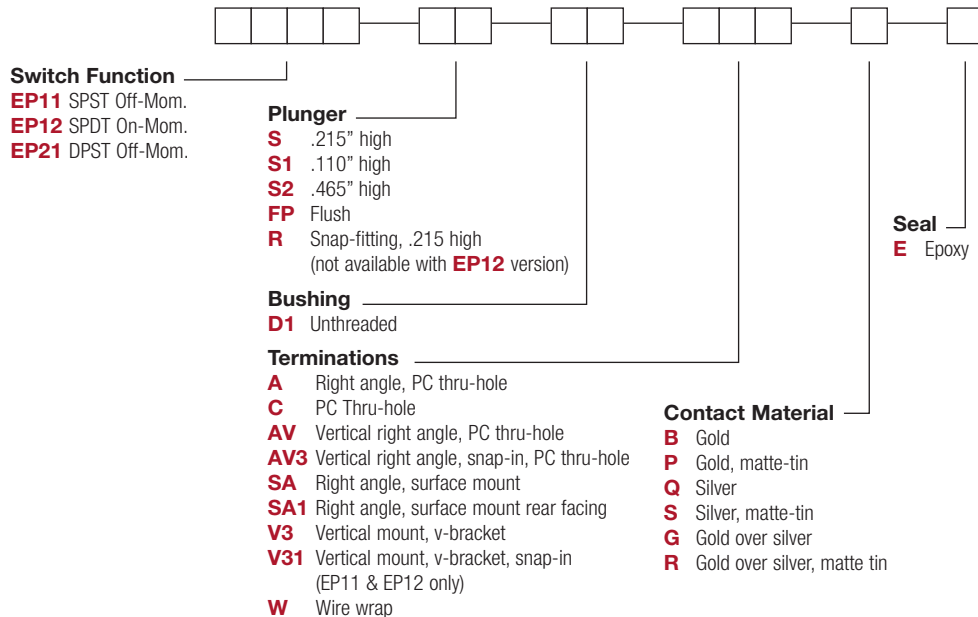 Switch Function
EP11 SPST Off-Mom.
EP12 SPDT On-Mom.
EP21 DPST Off-Mom.
Plunger
S .215” high
S1 .110” high
S2 .465” high
FP Flush
R Snap-fitting, .215 high
(not available with EP12 version)
Bushing
D1 Unthreaded
Terminations
A Right angle, PC thru-hole
C PC Thru-hole
AV Vertical right angle, PC thru-hole
AV3 Vertical right angle, snap-in, PC thru-hole
SA Right angle, surface mount
SA1 Right angle, surface mount rear facing
V3 Vertical mount, v-bracket
V31 Vertical mount, v-bracket, snap-in
(EP11 & EP12 only)
W Wire wrap
Contact Material
B Gold
P Gold, matte-tin
Q Silver
S Silver, matte-tin
G Gold over silver
R Gold over silver, matte tin
Seal
E Epoxy